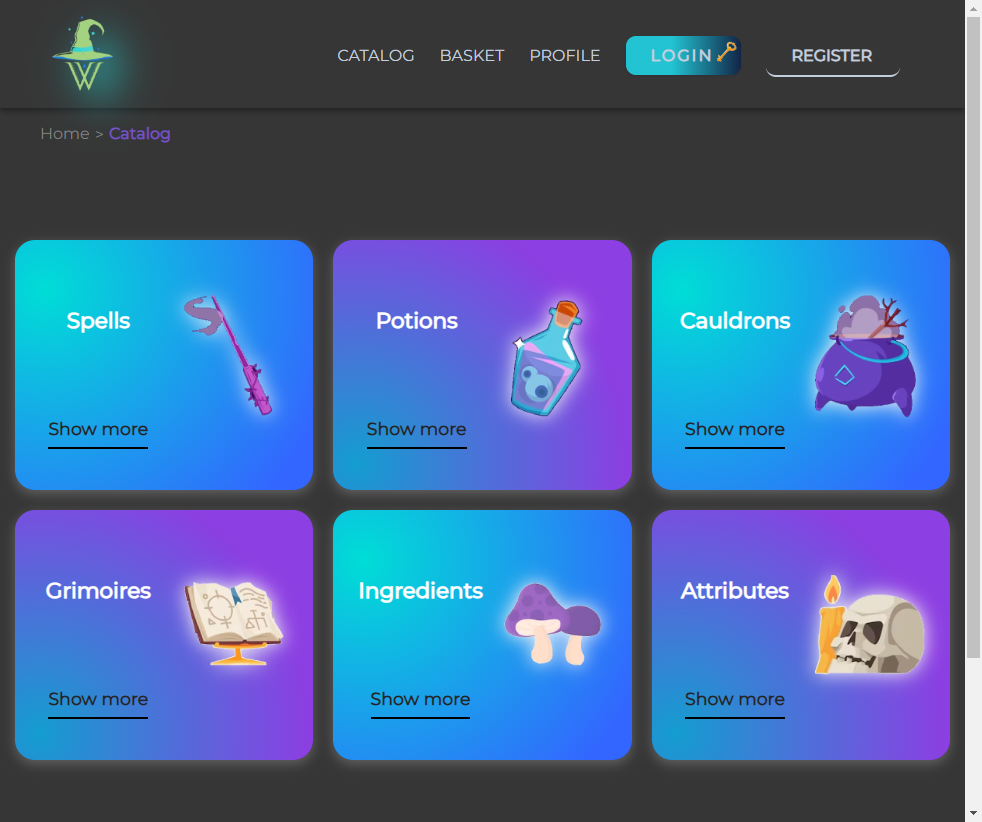 W
CATALOG BASKET PROFILE LOGIN REGISTER
Home > Catalog
Spells Potions Cauldrons
Show more Show more Show more
Grimoires Ingredients Attributes
Show more Show more Show more